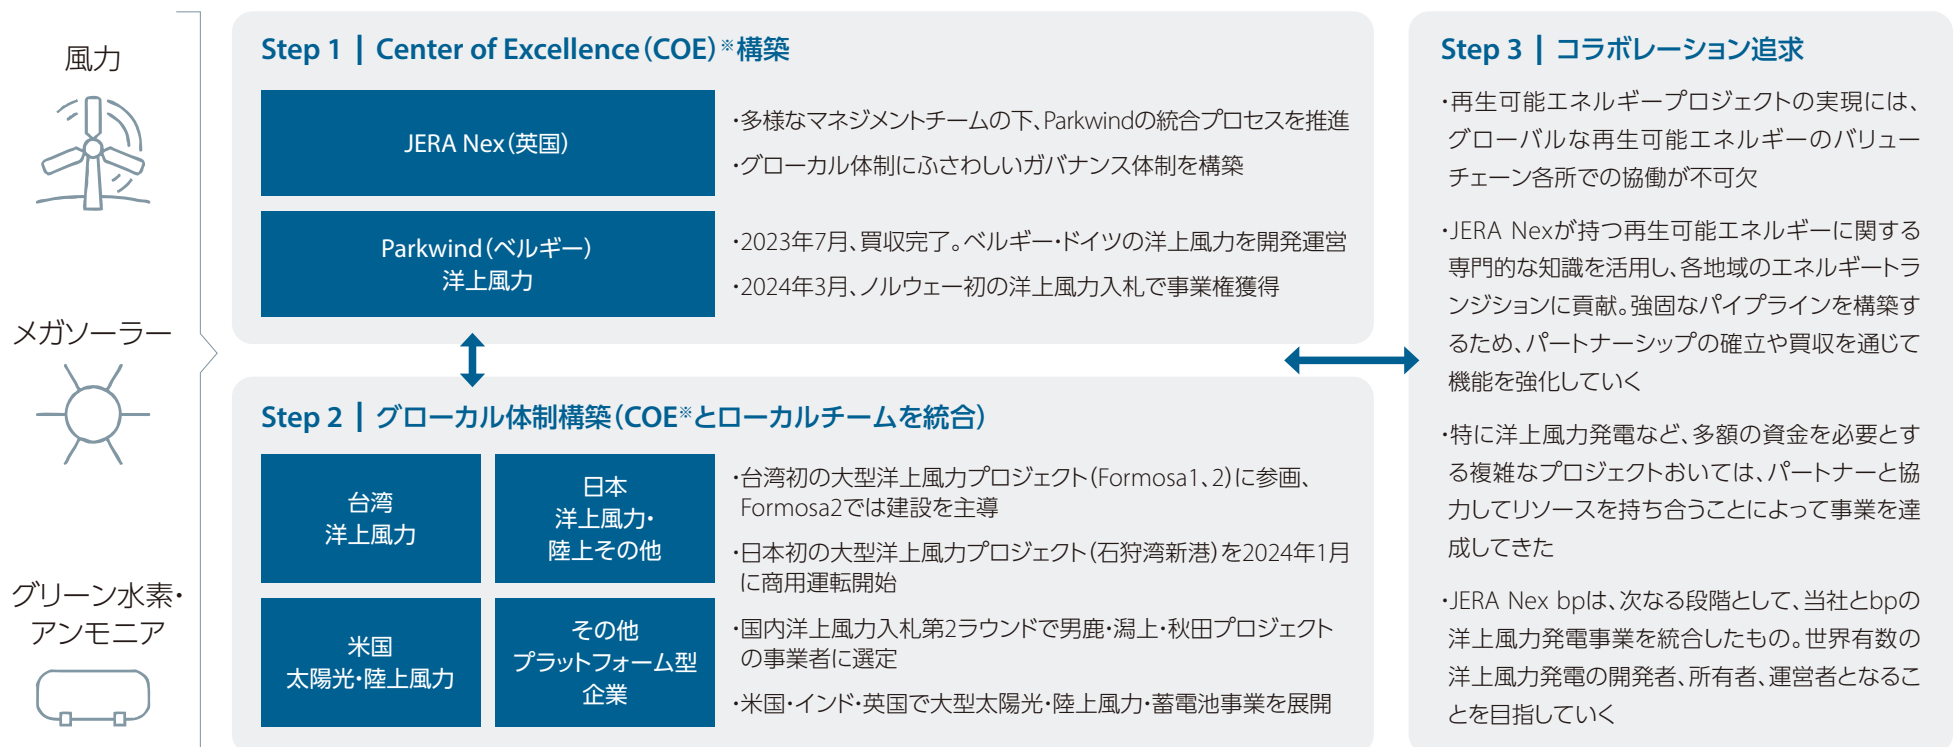 風力
メガソーラー
グリーン水素・
アンモニア
Step 1 | Center of Excellence（COE）※構築
JERA Nex（英国）
・多様なマネジメントチームの下、Parkwindの統合プロセスを推進
・グローカル体制にふさわしいガバナンス体制を構築
Parkwind（ベルギー）
洋上風力
・2023年7月、買収完了。ベルギー・ドイツの洋上風力を開発運営
・2024年3月、ノルウェー初の洋上風力入札で事業権獲得
Step 2 | グローカル体制構築（COE※とローカルチームを統合）
台湾
洋上風力
日本
洋上風力・
陸上その他
米国
太陽光・陸上風力
その他
プラットフォーム型
企業
・台湾初の大型洋上風力プロジェクト（Formosa1、2）に参画、
Formosa2では建設を主導
・日本初の大型洋上風力プロジェクト（石狩湾新港）を2024年1月
に商用運転開始
・国内洋上風力入札第2ラウンドで男鹿・潟上・秋田プロジェクト
の事業者に選定
・米国・インド・英国で大型太陽光・陸上風力・蓄電池事業を展開
Step 3 | コラボレーション追求
・再生可能エネルギープロジェクトの実現には、
グローバルな再生可能エネルギーのバリュー
チェーン各所での協働が不可欠
・JERA Nexが持つ再生可能エネルギーに関する
専門的な知識を活用し、各地域のエネルギートラ
ンジションに貢献。強固なパイプラインを構築す
るため、パートナーシップの確立や買収を通じて
機能を強化していく
・特に洋上風力発電など、多額の資金を必要とす
る複雑なプロジェクトおいては、パートナーと協
力してリソースを持ち合うことによって事業を達
成してきた
・JERA Nex bpは、次なる段階として、当社とbpの
洋上風力発電事業を統合したもの。世界有数の
洋上風力発電の開発者、所有者、運営者となるこ
とを目指していく